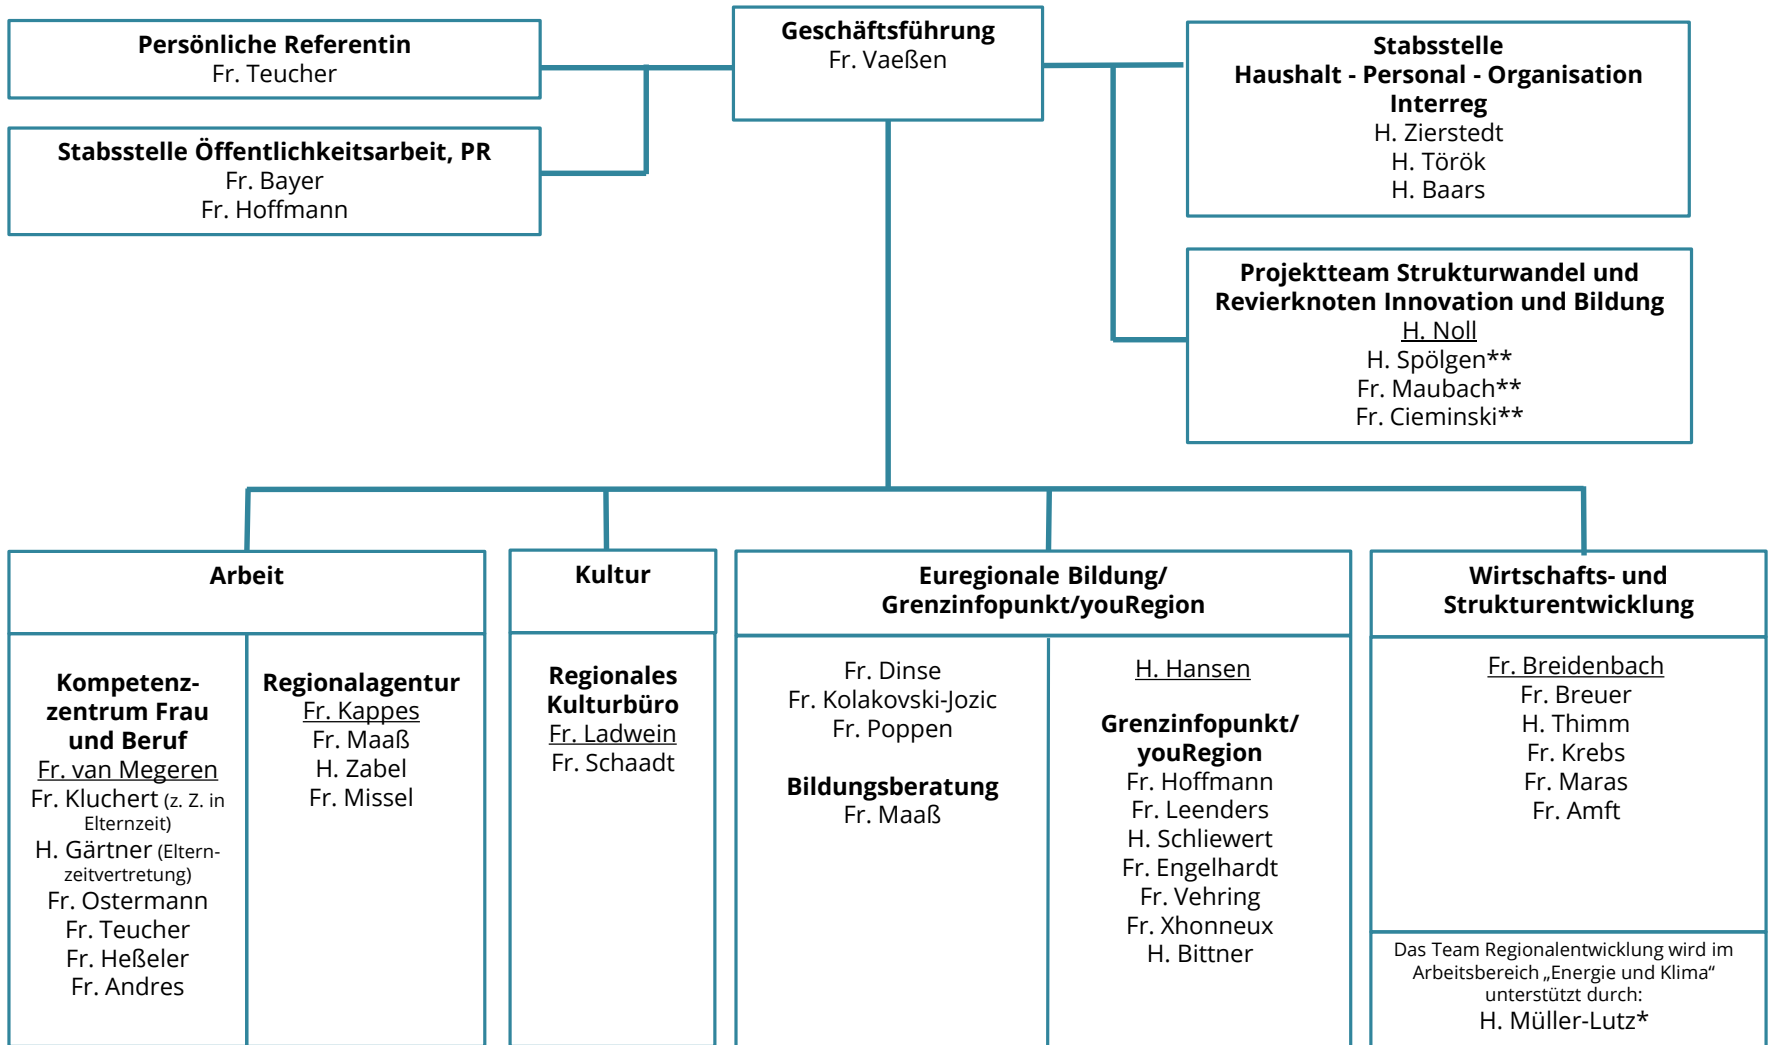 Persönliche Referentin
Fr. Teucher
Stabsstelle Öffentlichkeitsarbeit, PR
Fr. Bayer
Fr. Hoffmann
Geschäftsführung
Fr. Vaeßen
Stabsstelle
Haushalt - Personal - Organisation
Interreg
H. Zierstedt
H. Török
H. Baars
Projektteam Strukturwandel und
Revierknoten Innovation und Bildung
H. Noll
H. Spölgen**
Fr. Maubach**
Fr. Cieminski**
Arbeit
Kompetenz-
zentrum Frau
und Beruf
Fr. van Megeren
Fr. Kluchert (z. Z. in
Elternzeit)
H. Gärtner (Eltern-
zeitvertretung)
Fr. Ostermann
Fr. Teucher
Fr. Heßeler
Fr. Andres
Regionalagentur
Fr. Kappes
Fr. Maaß
H. Zabel
Fr. Missel
Kultur
Regionales
Kulturbüro
Fr. Ladwein
Fr. Schaadt
Euregionale Bildung/
Grenzinfopunkt/youRegion
Fr. Dinse
Fr. Kolakovski-Jozic
Fr. Poppen
Bildungsberatung
Fr. Maaß
H. Hansen
Grenzinfopunkt/
youRegion
Fr. Hoffmann
Fr. Leenders
H. Schliewert
Fr. Engelhardt
Fr. Vehring
Fr. Xhonneux
H. Bittner
Wirtschafts- und
Strukturentwicklung
Fr. Breidenbach
Fr. Breuer
H. Thimm
Fr. Krebs
Fr. Maras
Fr. Amft
Das Team Regionalentwicklung wird im
Arbeitsbereich „Energie und Klima“
unterstützt durch:
H. Müller-Lutz*